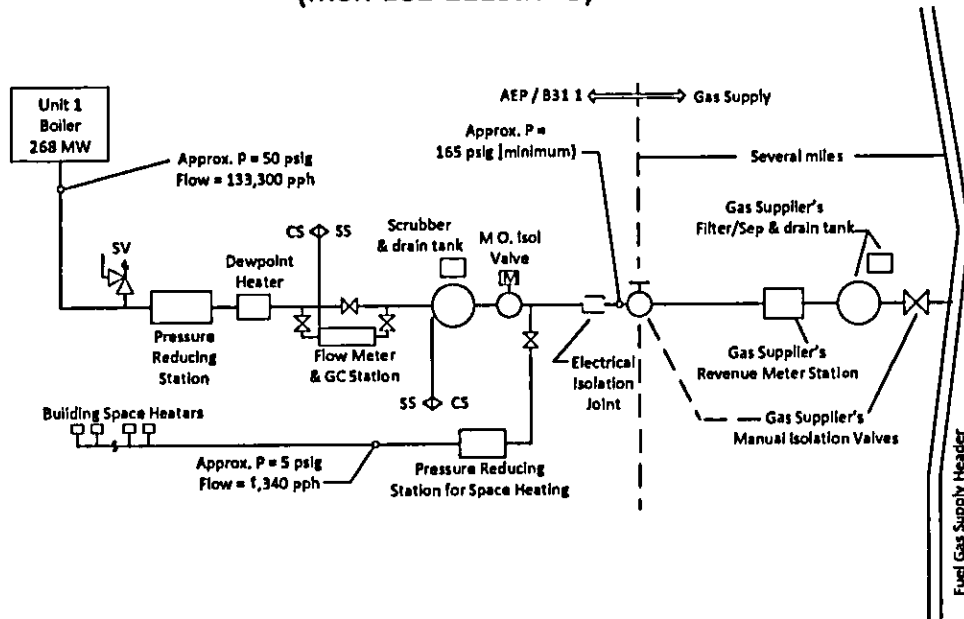 Unit 1
Boiler
268 MW
AEP / B31 1
Gas Supply
Approx. P =
165 psig (minimum)
Several miles
Approx. P = 50 psig
Flow = 133,300 pph
Gas Supplier's
Filter/Sep & drain tank
SV
CS
SS
Scrubber
& drain tank
M O. Isol
Valve
M
Dewpoint
Heater
Pressure
Reducing
Station
Flow Meter
& GC Station
SS
CS
Electrical
Isolation
Joint
Gas Supplier's
Revenue Meter Station
Gas Supplier's
Manual Isolation Valves
Building Space Heaters
Approx. P = 5 psig
Flow = 1,340 pph
Pressure Reducing
Station for Space Heating
Fuel Gas Supply Header